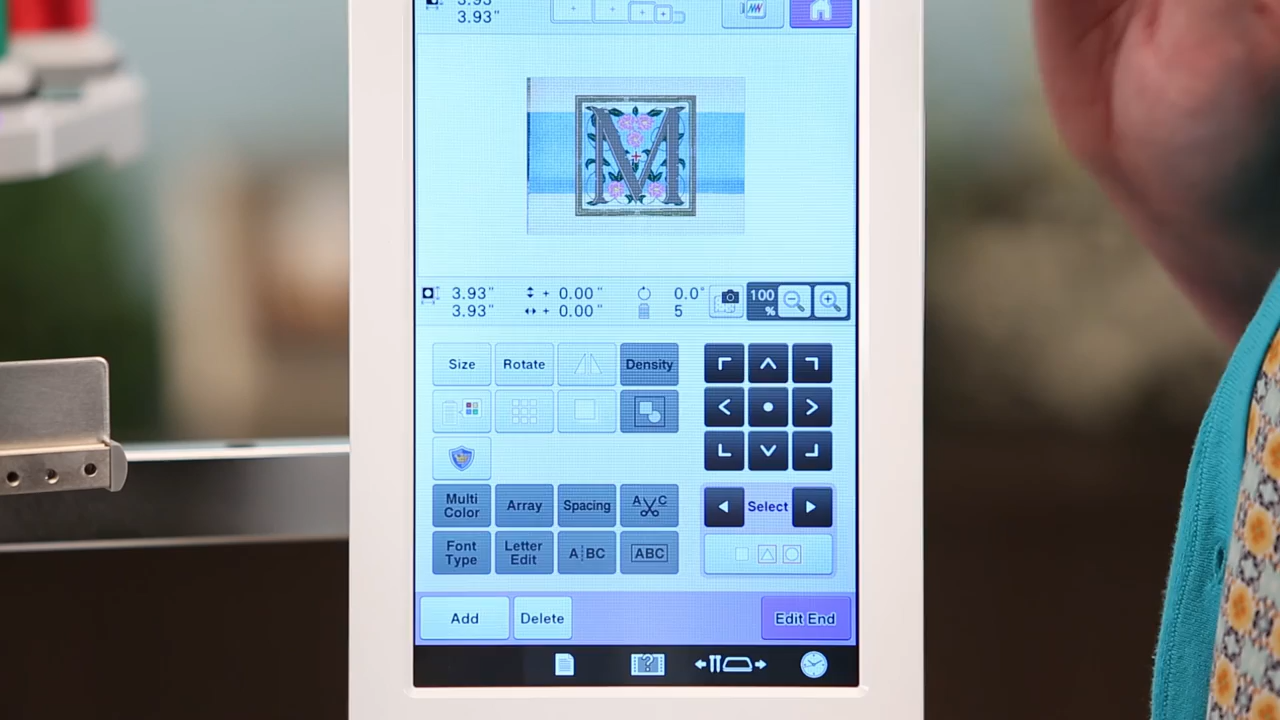 3.93"
3.93"
M
3.93" + 0.00" 0.0°
3.93" + 0.00" 5
100
%
Size Rotate Density
Multi Color Array Spacing A C
Select
Font Type Letter Edit A BC ABC
Add Delete Edit End
?